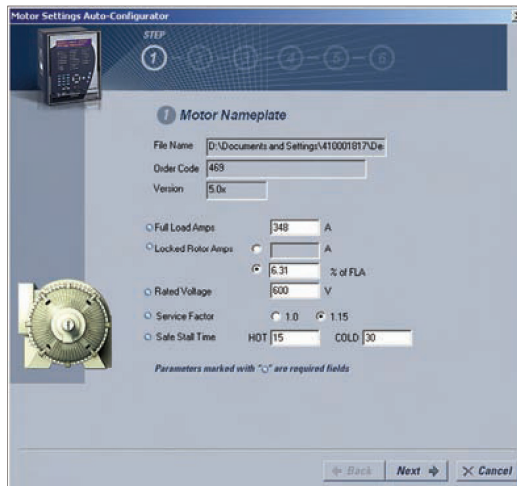 Motor Settings Auto-Configurator
STEP
1 2 3 4 5 6
1 Motor Nameplate
File Name D:\Documents and Settings\410001817\De
Order Code 469
Version 5.0x
Full Load Amps 348 A
Locked Rotor Amps A
6.31 % of FLA
Rated Voltage 600 V
Service Factor 1.0 1.15
Safe Stall Time HOT 15 COLD 30
Parameters marked with "○" are required fields
Back Next Cancel